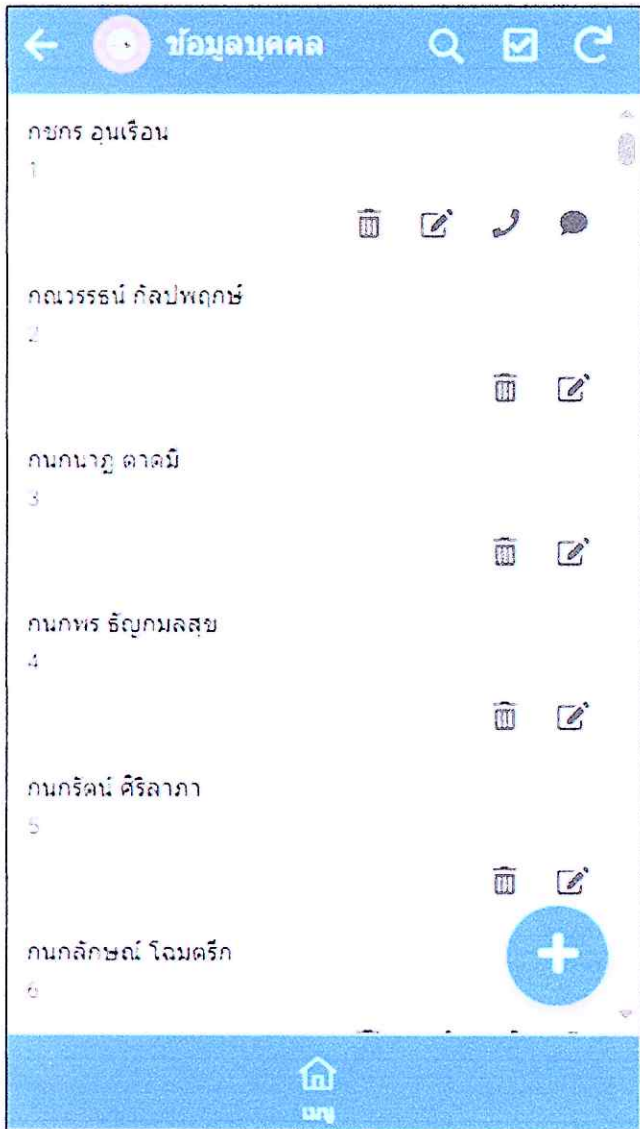 ข้อมูลบุคคล
กชกร อุ่นเรือน
1
กณวรรธน์ กัลปพฤกษ์
2
กนกนาฏ ตาดมี
3
กนกพร ธัญกมลสุข
4
กนกรัตน์ ศิริลาภา
5
กนกลักษณ์ โฉมตรึก
6
เมนู